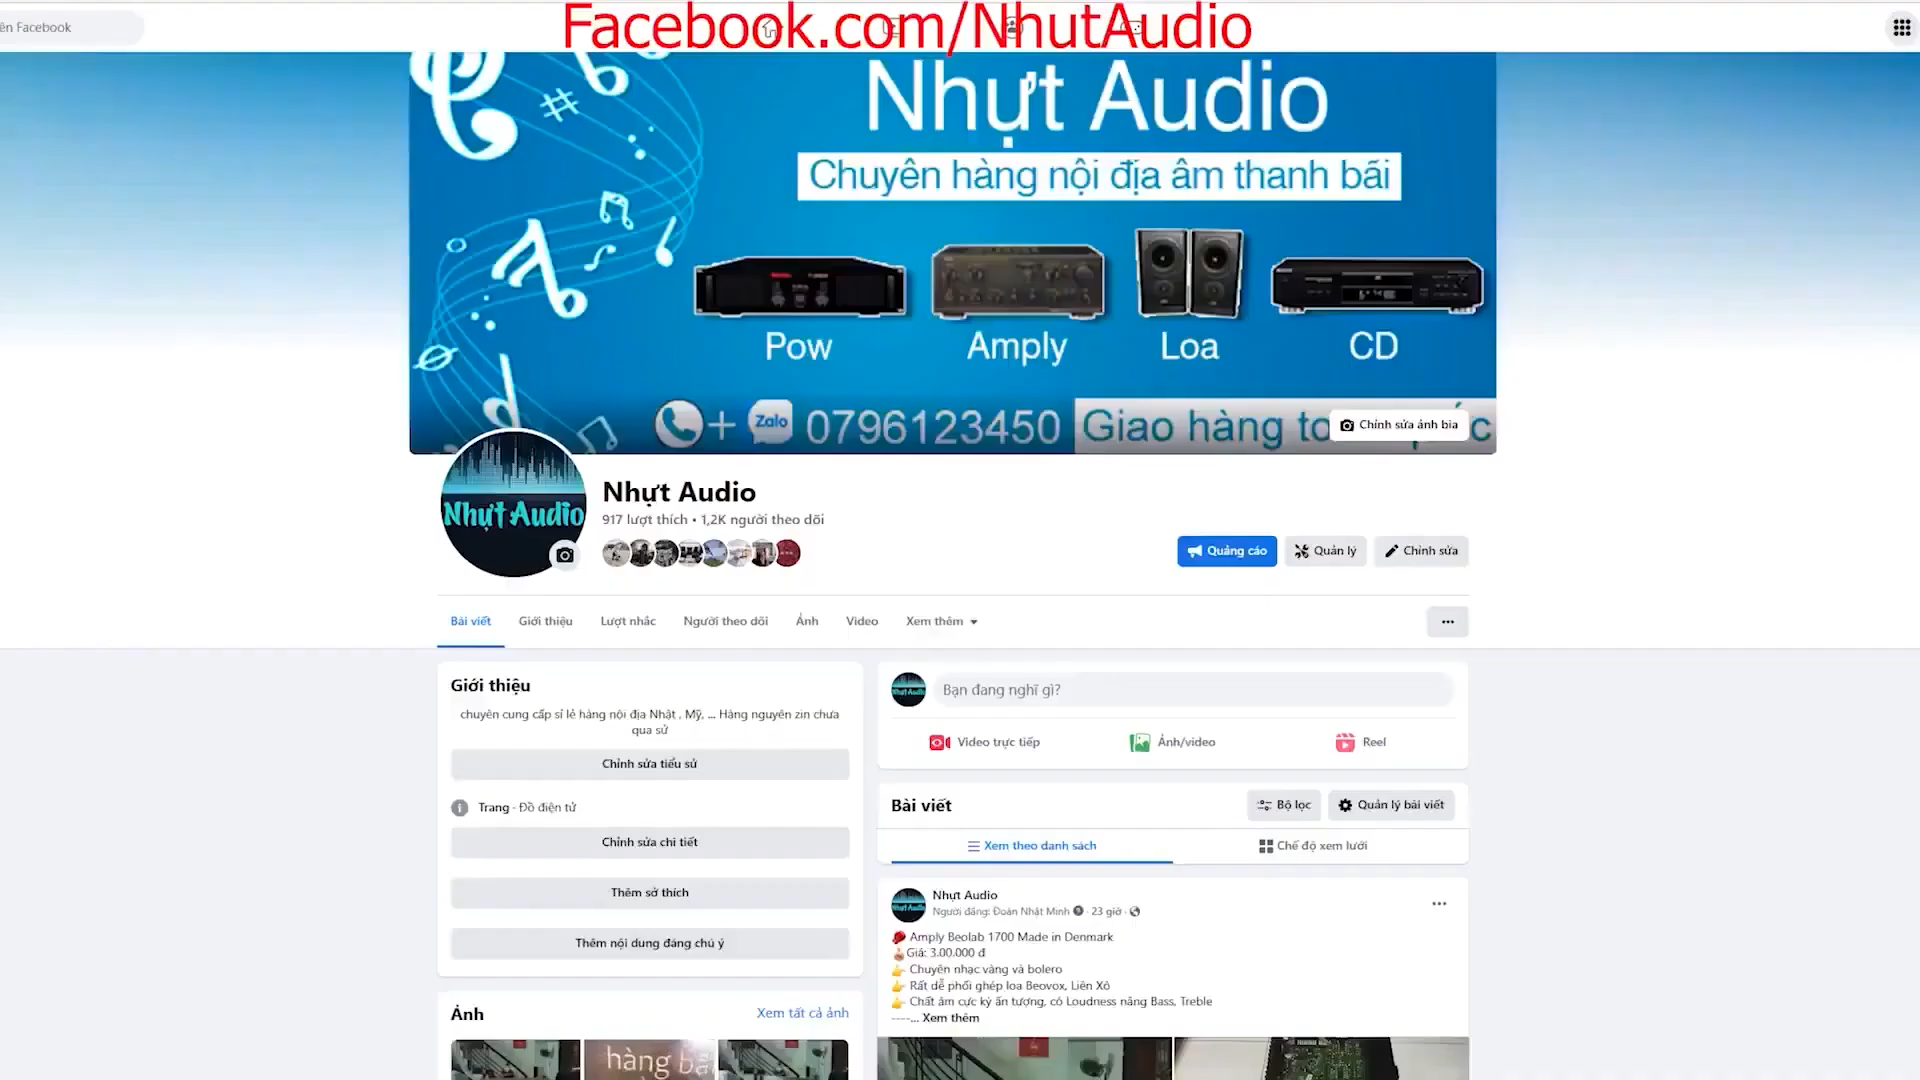 Facebook.com/NhutAudio
ên Facebook
Nhựt Audio
Chuyên hàng nội địa âm thanh bãi
Pow
Amply
Loa
CD
+ Zalo 0796123450
Giao hàng to
c
Chỉnh sửa ảnh bìa
Nhựt Audio
Nhựt Audio
917 lượt thích • 1,2K người theo dõi
Quảng cáo
Quản lý
Chỉnh sửa
Bài viết
Giới thiệu
Lượt nhắc
Người theo dõi
Ảnh
Video
Xem thêm
Giới thiệu
chuyên cung cấp sỉ lẻ hàng nội địa Nhật , Mỹ, ... Hàng nguyên zin chưa
qua sử
Chỉnh sửa tiểu sử
Trang · Đồ điện tử
Chỉnh sửa chi tiết
Thêm sở thích
Thêm nội dung đáng chú ý
Ảnh
Xem tất cả ảnh
hàng bã
Bạn đang nghĩ gì?
Video trực tiếp
Ảnh/video
Reel
Bài viết
Bộ lọc
Quản lý bài viết
Xem theo danh sách
Chế độ xem lưới
Nhựt Audio
Người đăng: Đoàn Nhật Minh · 23 giờ ·
Amply Beolab 1700 Made in Denmark
Giá: 3.00.000 đ
Chuyên nhạc vàng và bolero
Rất dễ phối ghép loa Beovox, Liên Xô
Chất âm cực kỳ ấn tượng, có Loudness nâng Bass, Treble
----... Xem thêm